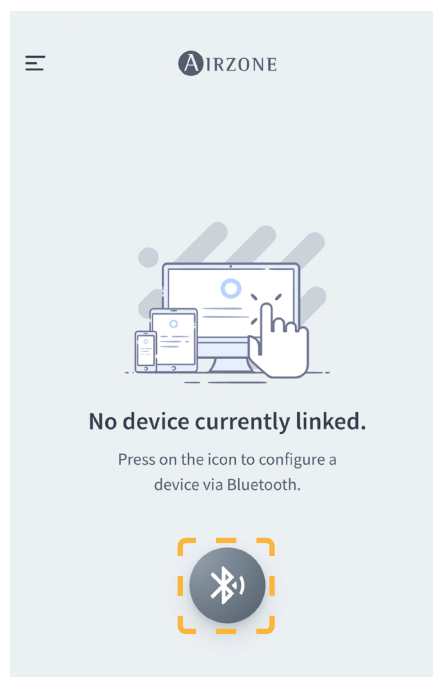 AIRZONE
No device currently linked.
Press on the icon to configure a
device via Bluetooth.